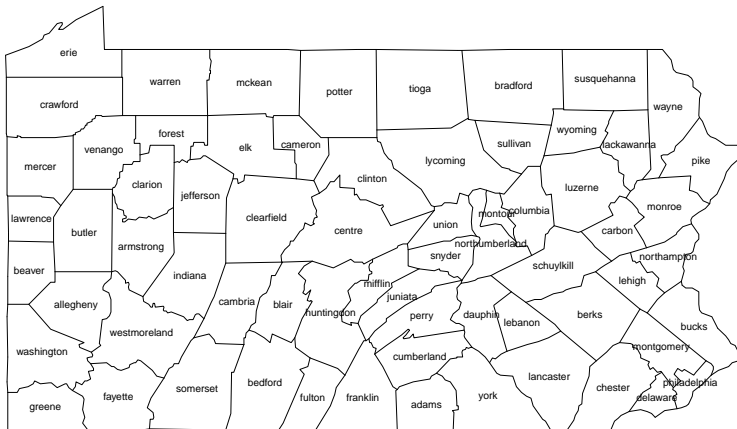 erie
warren
mckean
potter
tioga
bradford
susquehanna
crawford
wayne
forest
venango
elk
cameron
lycoming
sullivan
wyoming
lackawanna
mercer
pike
clarion
clinton
luzerne
jefferson
lawrence
clearfield
montour
columbia
monroe
butler
armstrong
centre
union
northumberland
carbon
snyder
northampton
beaver
indiana
schuylkill
mifflin
lehigh
allegheny
cambria
blair
huntingdon
juniata
perry
dauphin
lebanon
berks
bucks
westmoreland
washington
cumberland
montgomery
somerset
bedford
lancaster
chester
philadelphia
greene
fayette
fulton
franklin
adams
york
delaware